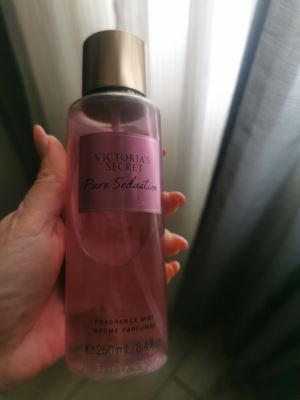 VICTORIA'S
SECRET
Pure Seduction
FRAGRANCE MIST
BRUME PARFUMÉE
℮250 mL/8.4 fl oz